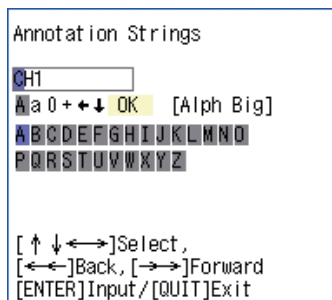 Annotation Strings
CH1
A a 0 + ← ↓ OK [Alph Big]
A B C D E F G H I J K L M N O
P Q R S T U V W X Y Z
[ ↑ ↓ ←→]Select,
[←←]Back, [→→]Forward
[ENTER]Input/[QUIT]Exit